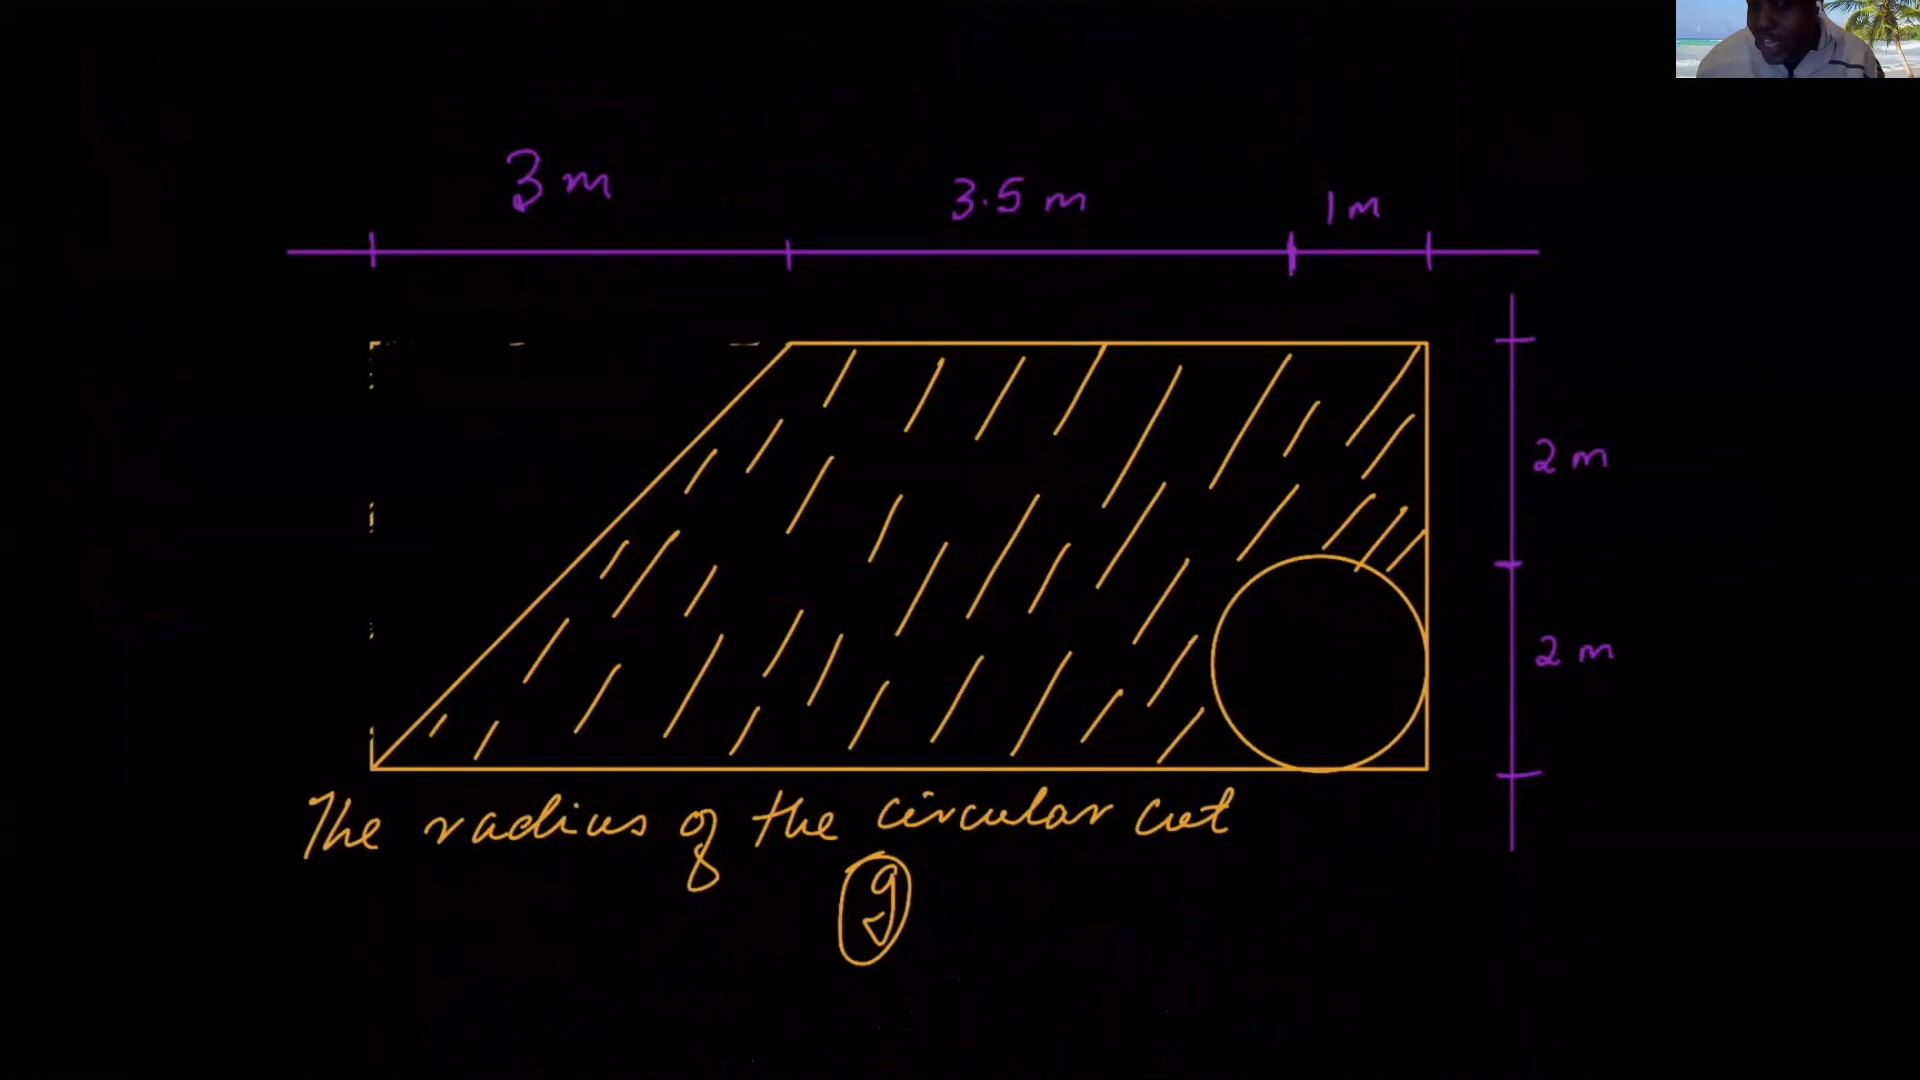 3 m 3.5 m 1 m
2 m
2 m
The radius of the circular cut
g